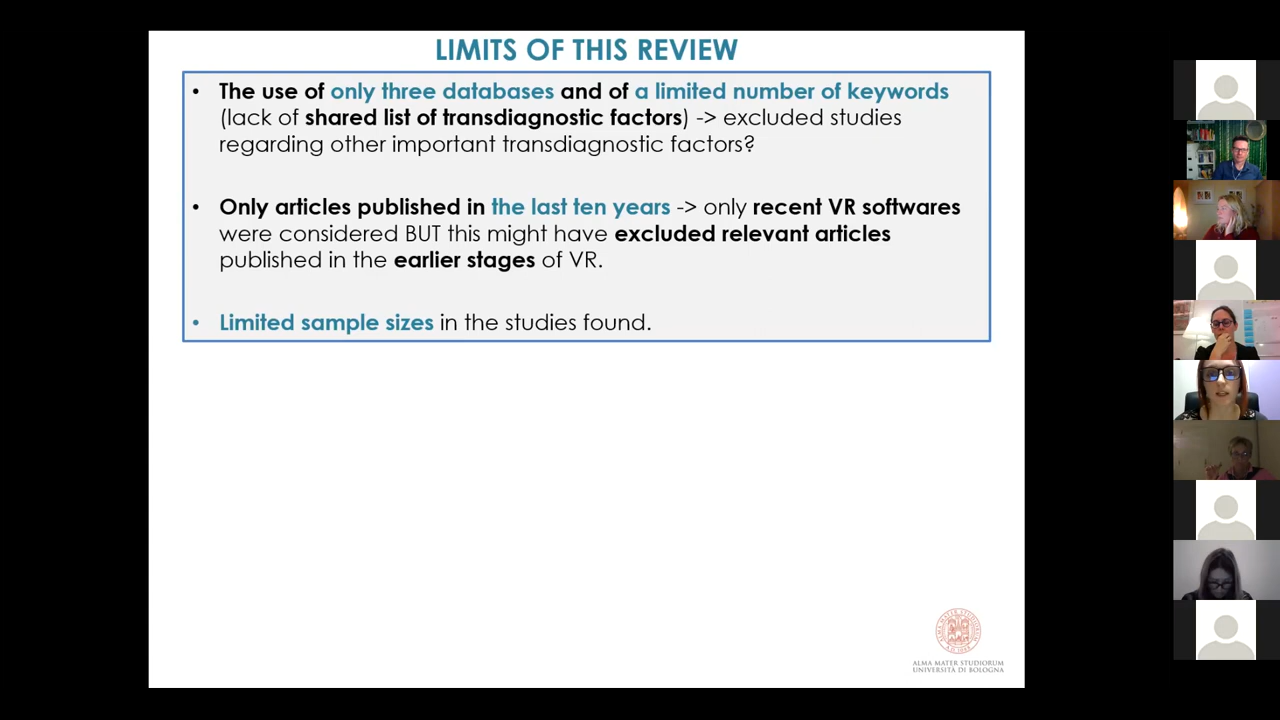 LIMITS OF THIS REVIEW
• The use of only three databases and of a limited number of keywords
(lack of shared list of transdiagnostic factors) -> excluded studies
regarding other important transdiagnostic factors?
• Only articles published in the last ten years -> only recent VR softwares
were considered BUT this might have excluded relevant articles
published in the earlier stages of VR.
• Limited sample sizes in the studies found.
ALMA MATER STUDIORUM
UNIVERSITÀ DI BOLOGNA